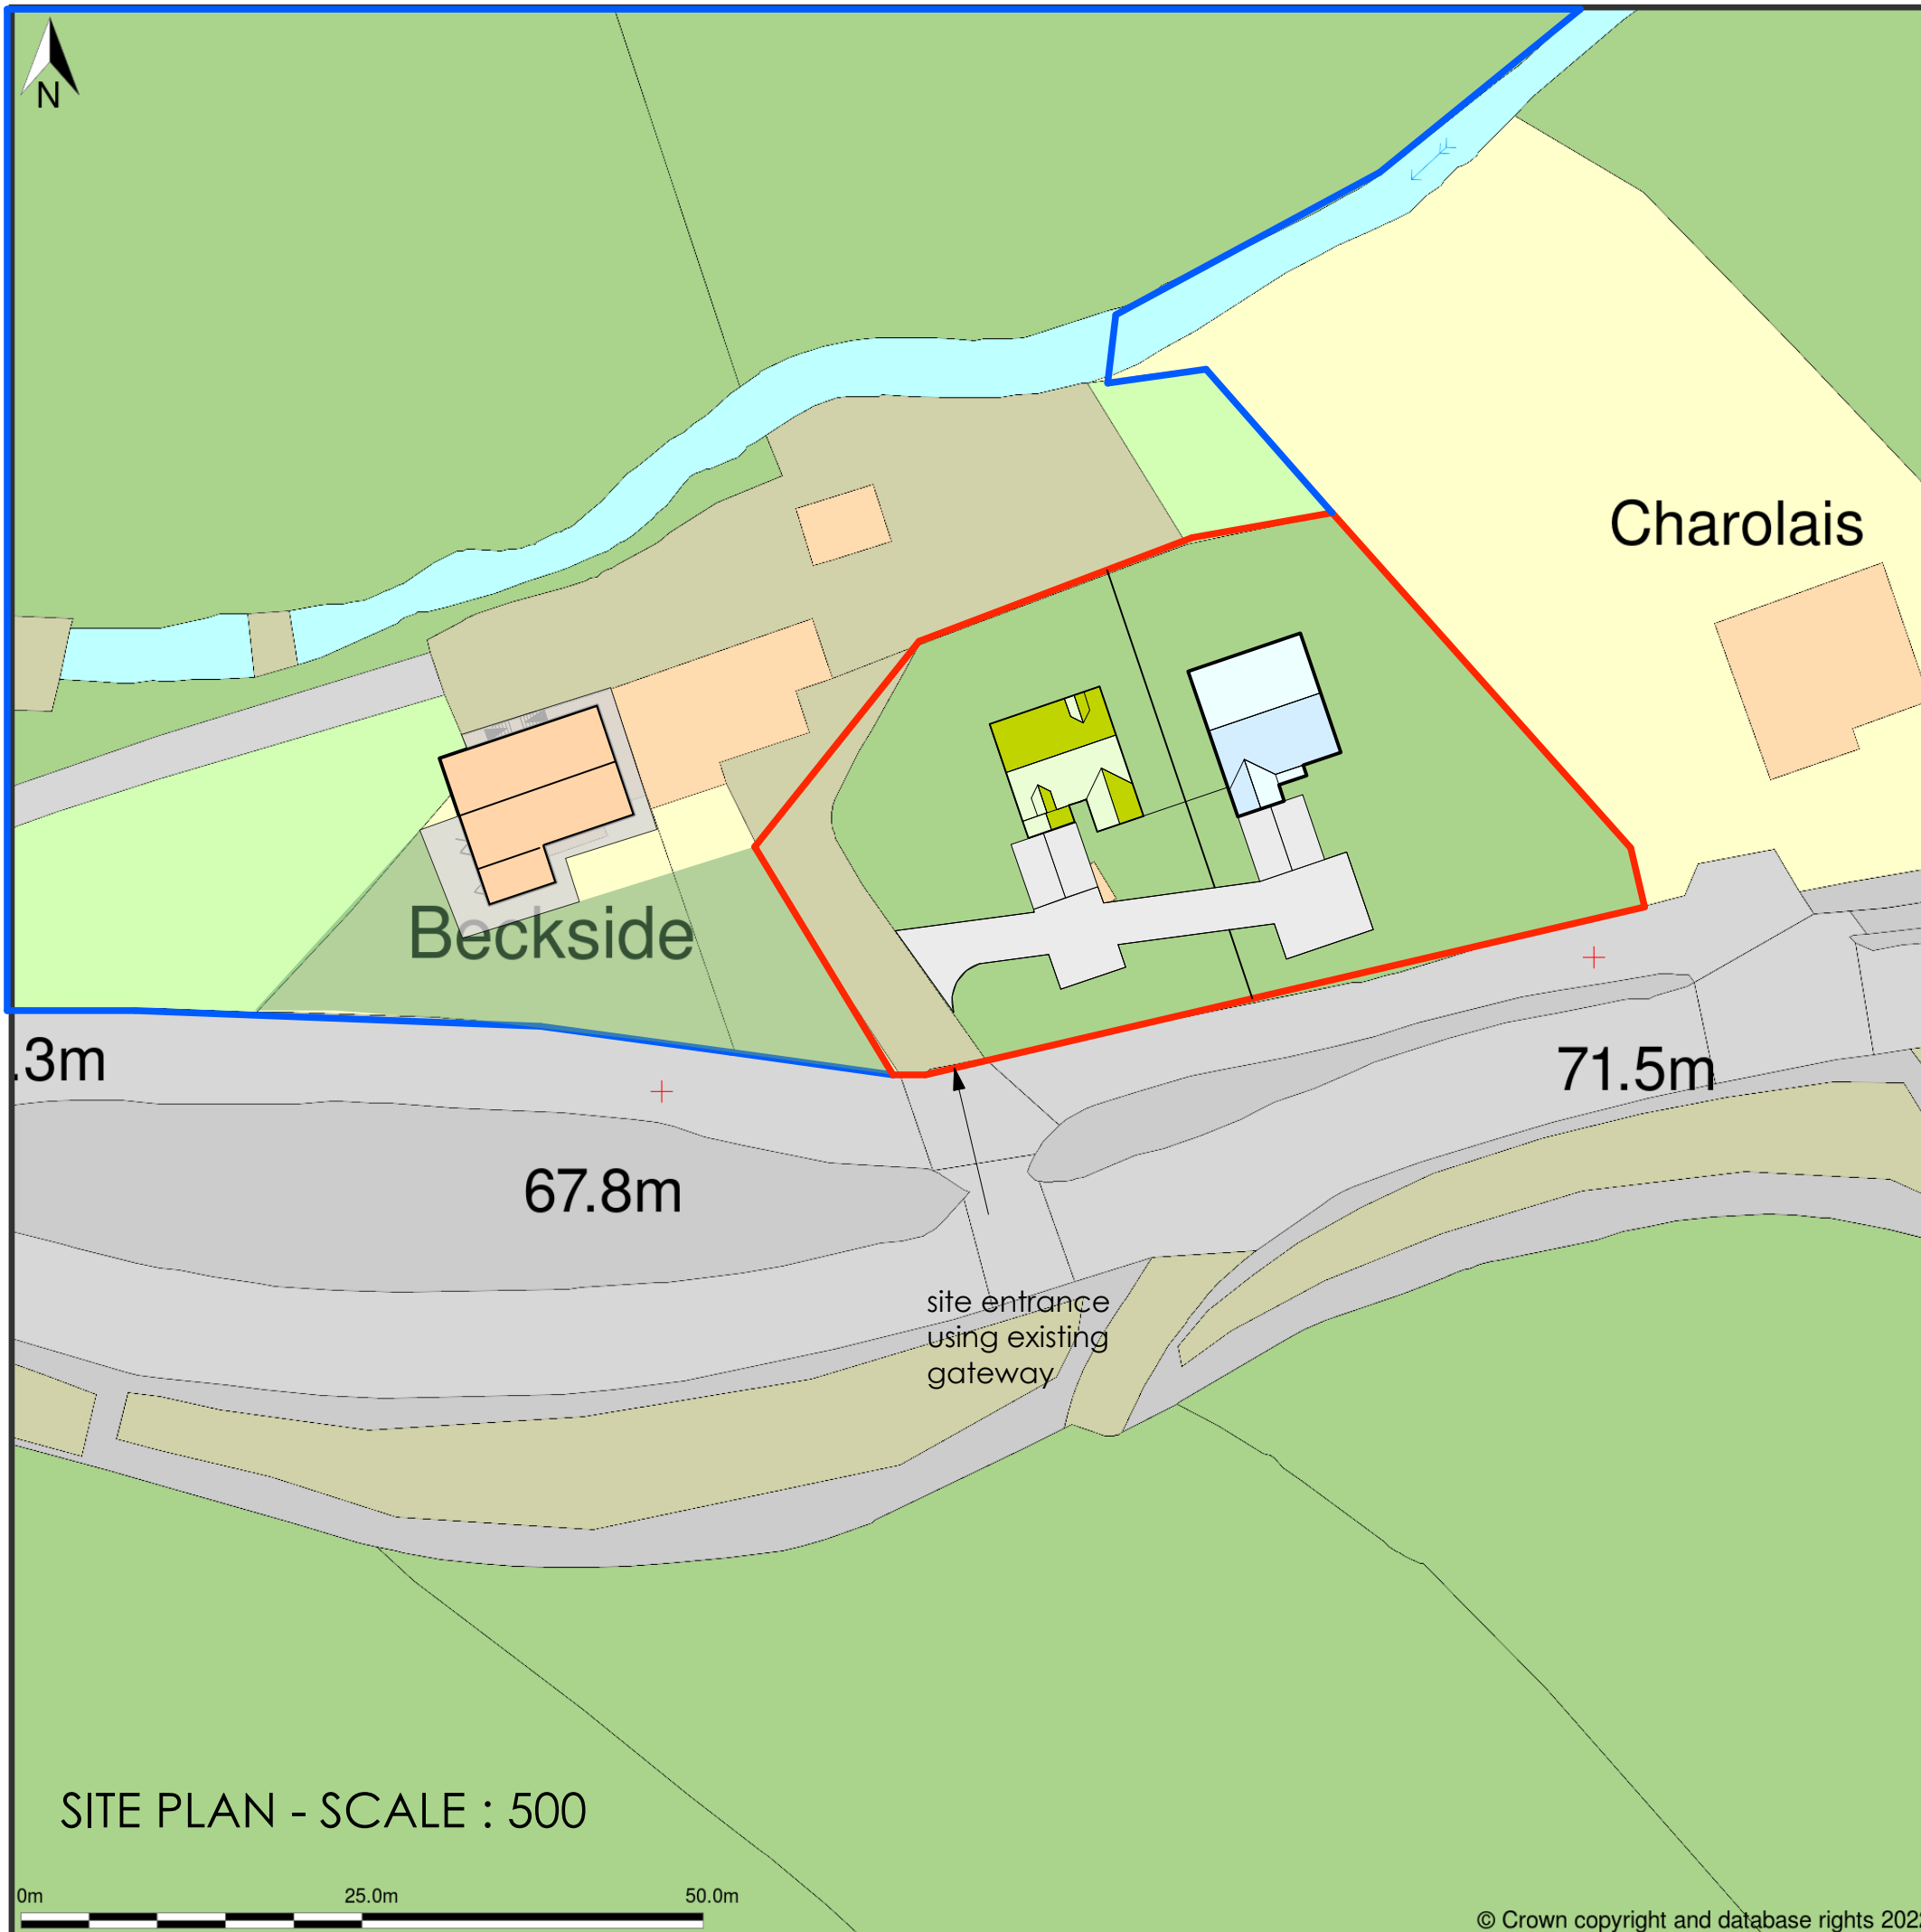 N
Charolais
Beckside
.3m
71.5m
67.8m
site entrance
using existing
gateway
SITE PLAN - SCALE : 500
0m 25.0m 50.0m
© Crown copyright and database rights 202